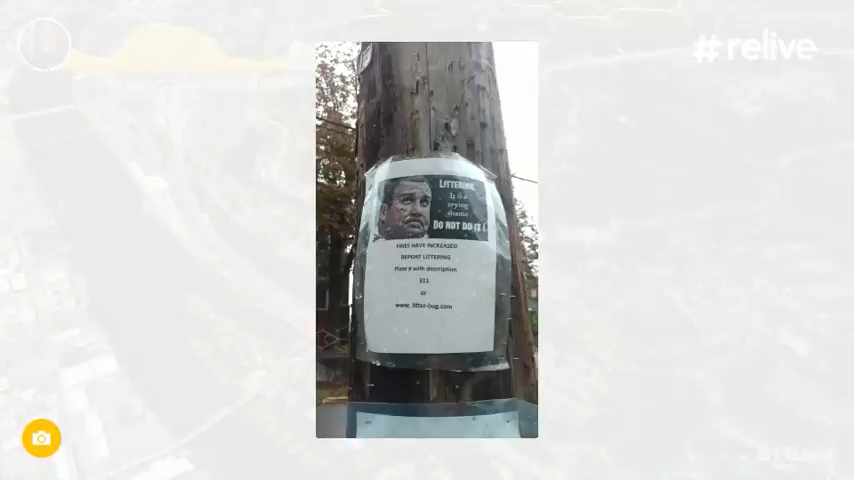 #relive
LITTERING
It is a
crying
shame
DO NOT DO IT!
FINES HAVE INCREASED
REPORT LITTERING
Plate # with description
311
or
www. litter-bug.com